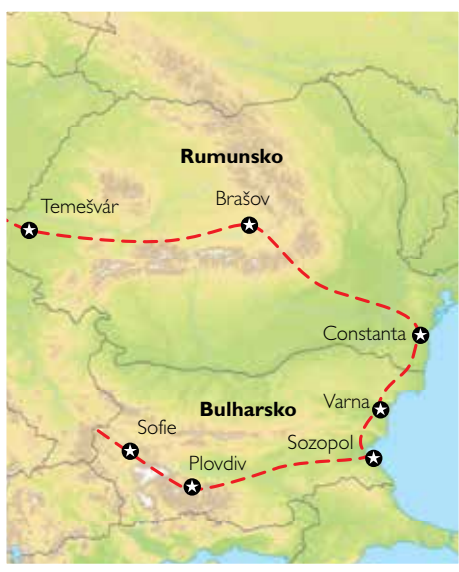 Rumunsko
Temešvár
Brašov
Constanta
Bulharsko
Varna
Sofie
Sozopol
Plovdiv